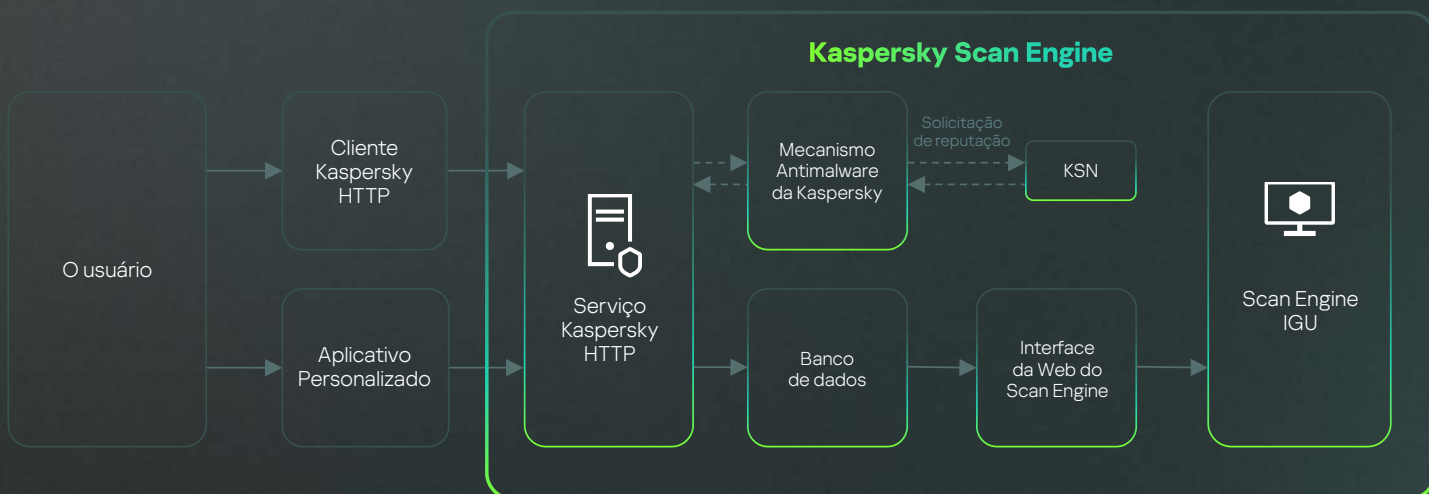 Kaspersky Scan Engine
O usuário
Cliente
Kaspersky
HTTP
Aplicativo
Personalizado
Serviço
Kaspersky
HTTP
Mecanismo
Antimalware
da Kaspersky
Solicitação
de reputação
KSN
Banco
de dados
Interface
da Web do
Scan Engine
Scan Engine
IGU